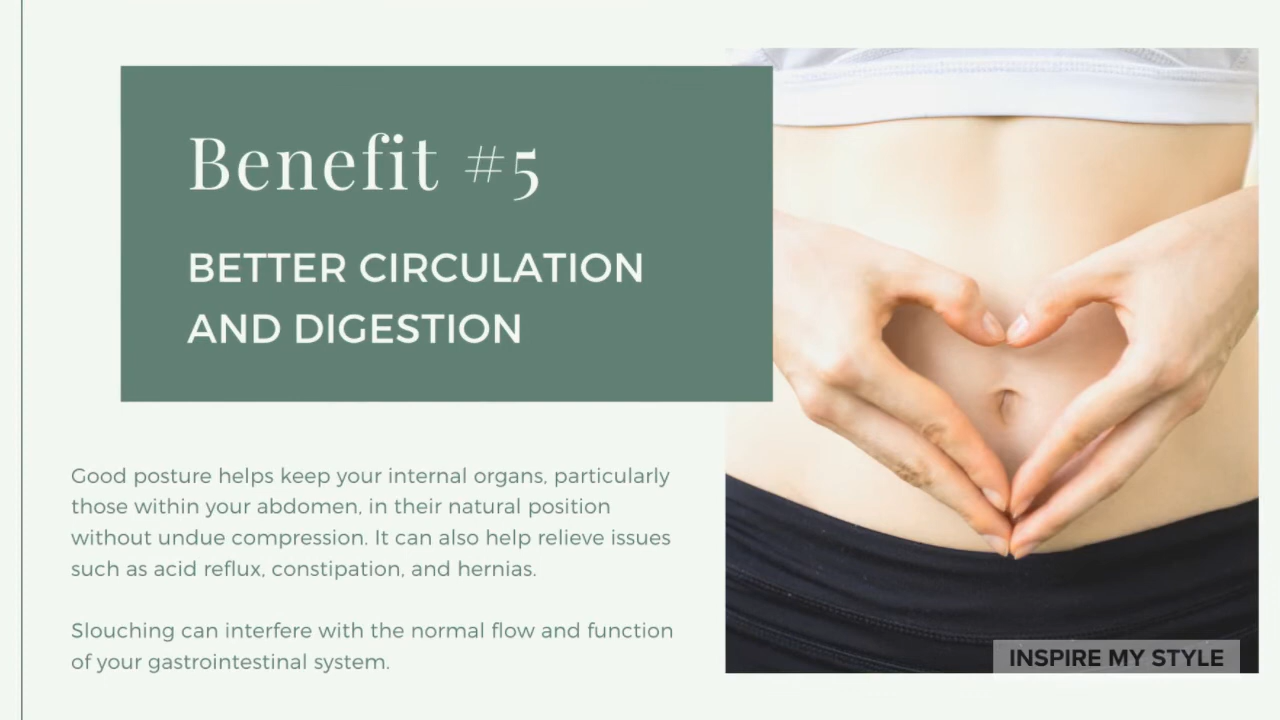 Benefit #5
BETTER CIRCULATION
AND DIGESTION
Good posture helps keep your internal organs, particularly
those within your abdomen, in their natural position
without undue compression. It can also help relieve issues
such as acid reflux, constipation, and hernias.
Slouching can interfere with the normal flow and function
of your gastrointestinal system.
INSPIRE MY STYLE